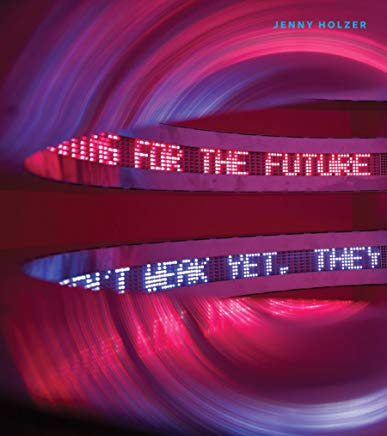 JENNY HOLZER
FOR THE FUTURE
WEAK YET, THEY